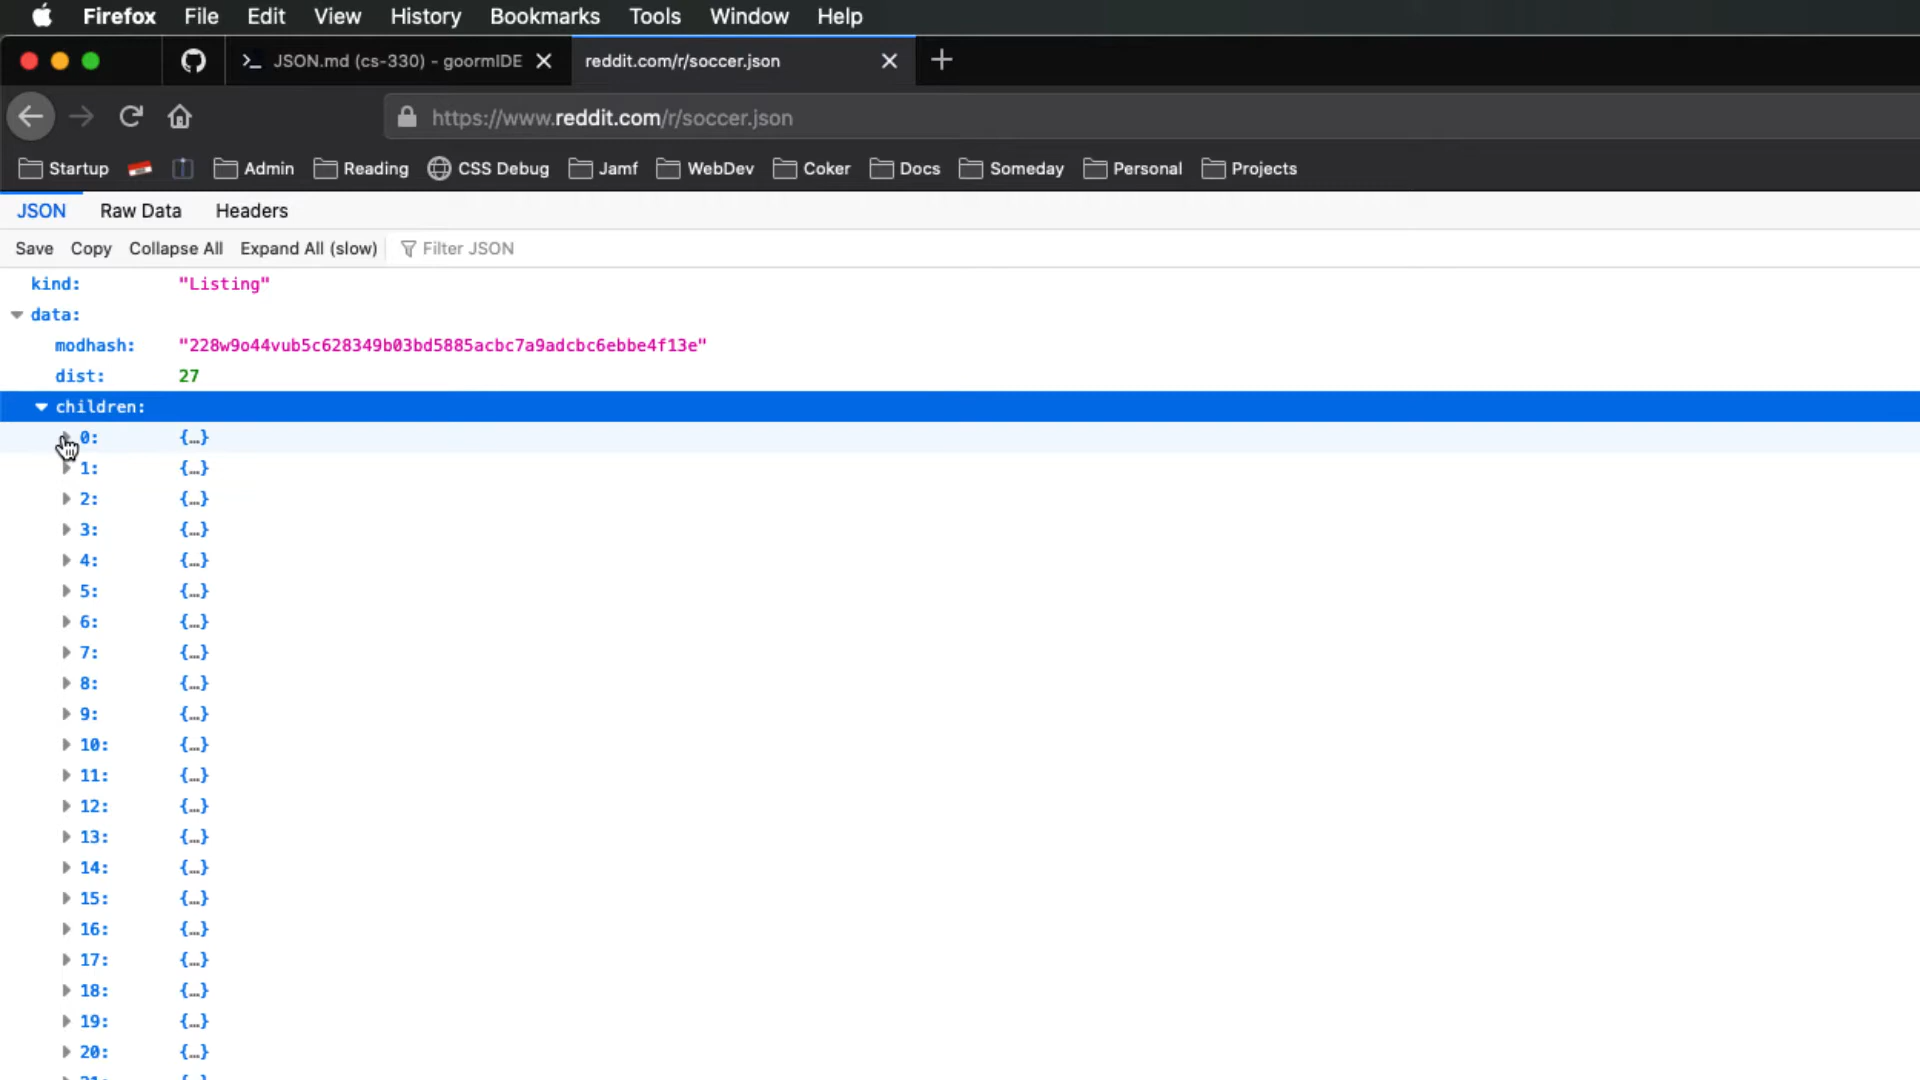 Firefox File Edit View History Bookmarks Tools Window Help
>_ JSON.md (cs-330) - goormIDE reddit.com/r/soccer.json
https://www.reddit.com/r/soccer.json
Startup Admin Reading CSS Debug Jamf WebDev Coker Docs Someday Personal Projects
JSON Raw Data Headers
Save Copy Collapse All Expand All (slow) Filter JSON
kind: "Listing"
data:
modhash: "228w9o44vub5c628349b03bd5885acbc7a9adcbc6ebbe4f13e"
dist: 27
children:
0: {…}
1: {…}
2: {…}
3: {…}
4: {…}
5: {…}
6: {…}
7: {…}
8: {…}
9: {…}
10: {…}
11: {…}
12: {…}
13: {…}
14: {…}
15: {…}
16: {…}
17: {…}
18: {…}
19: {…}
20: {…}